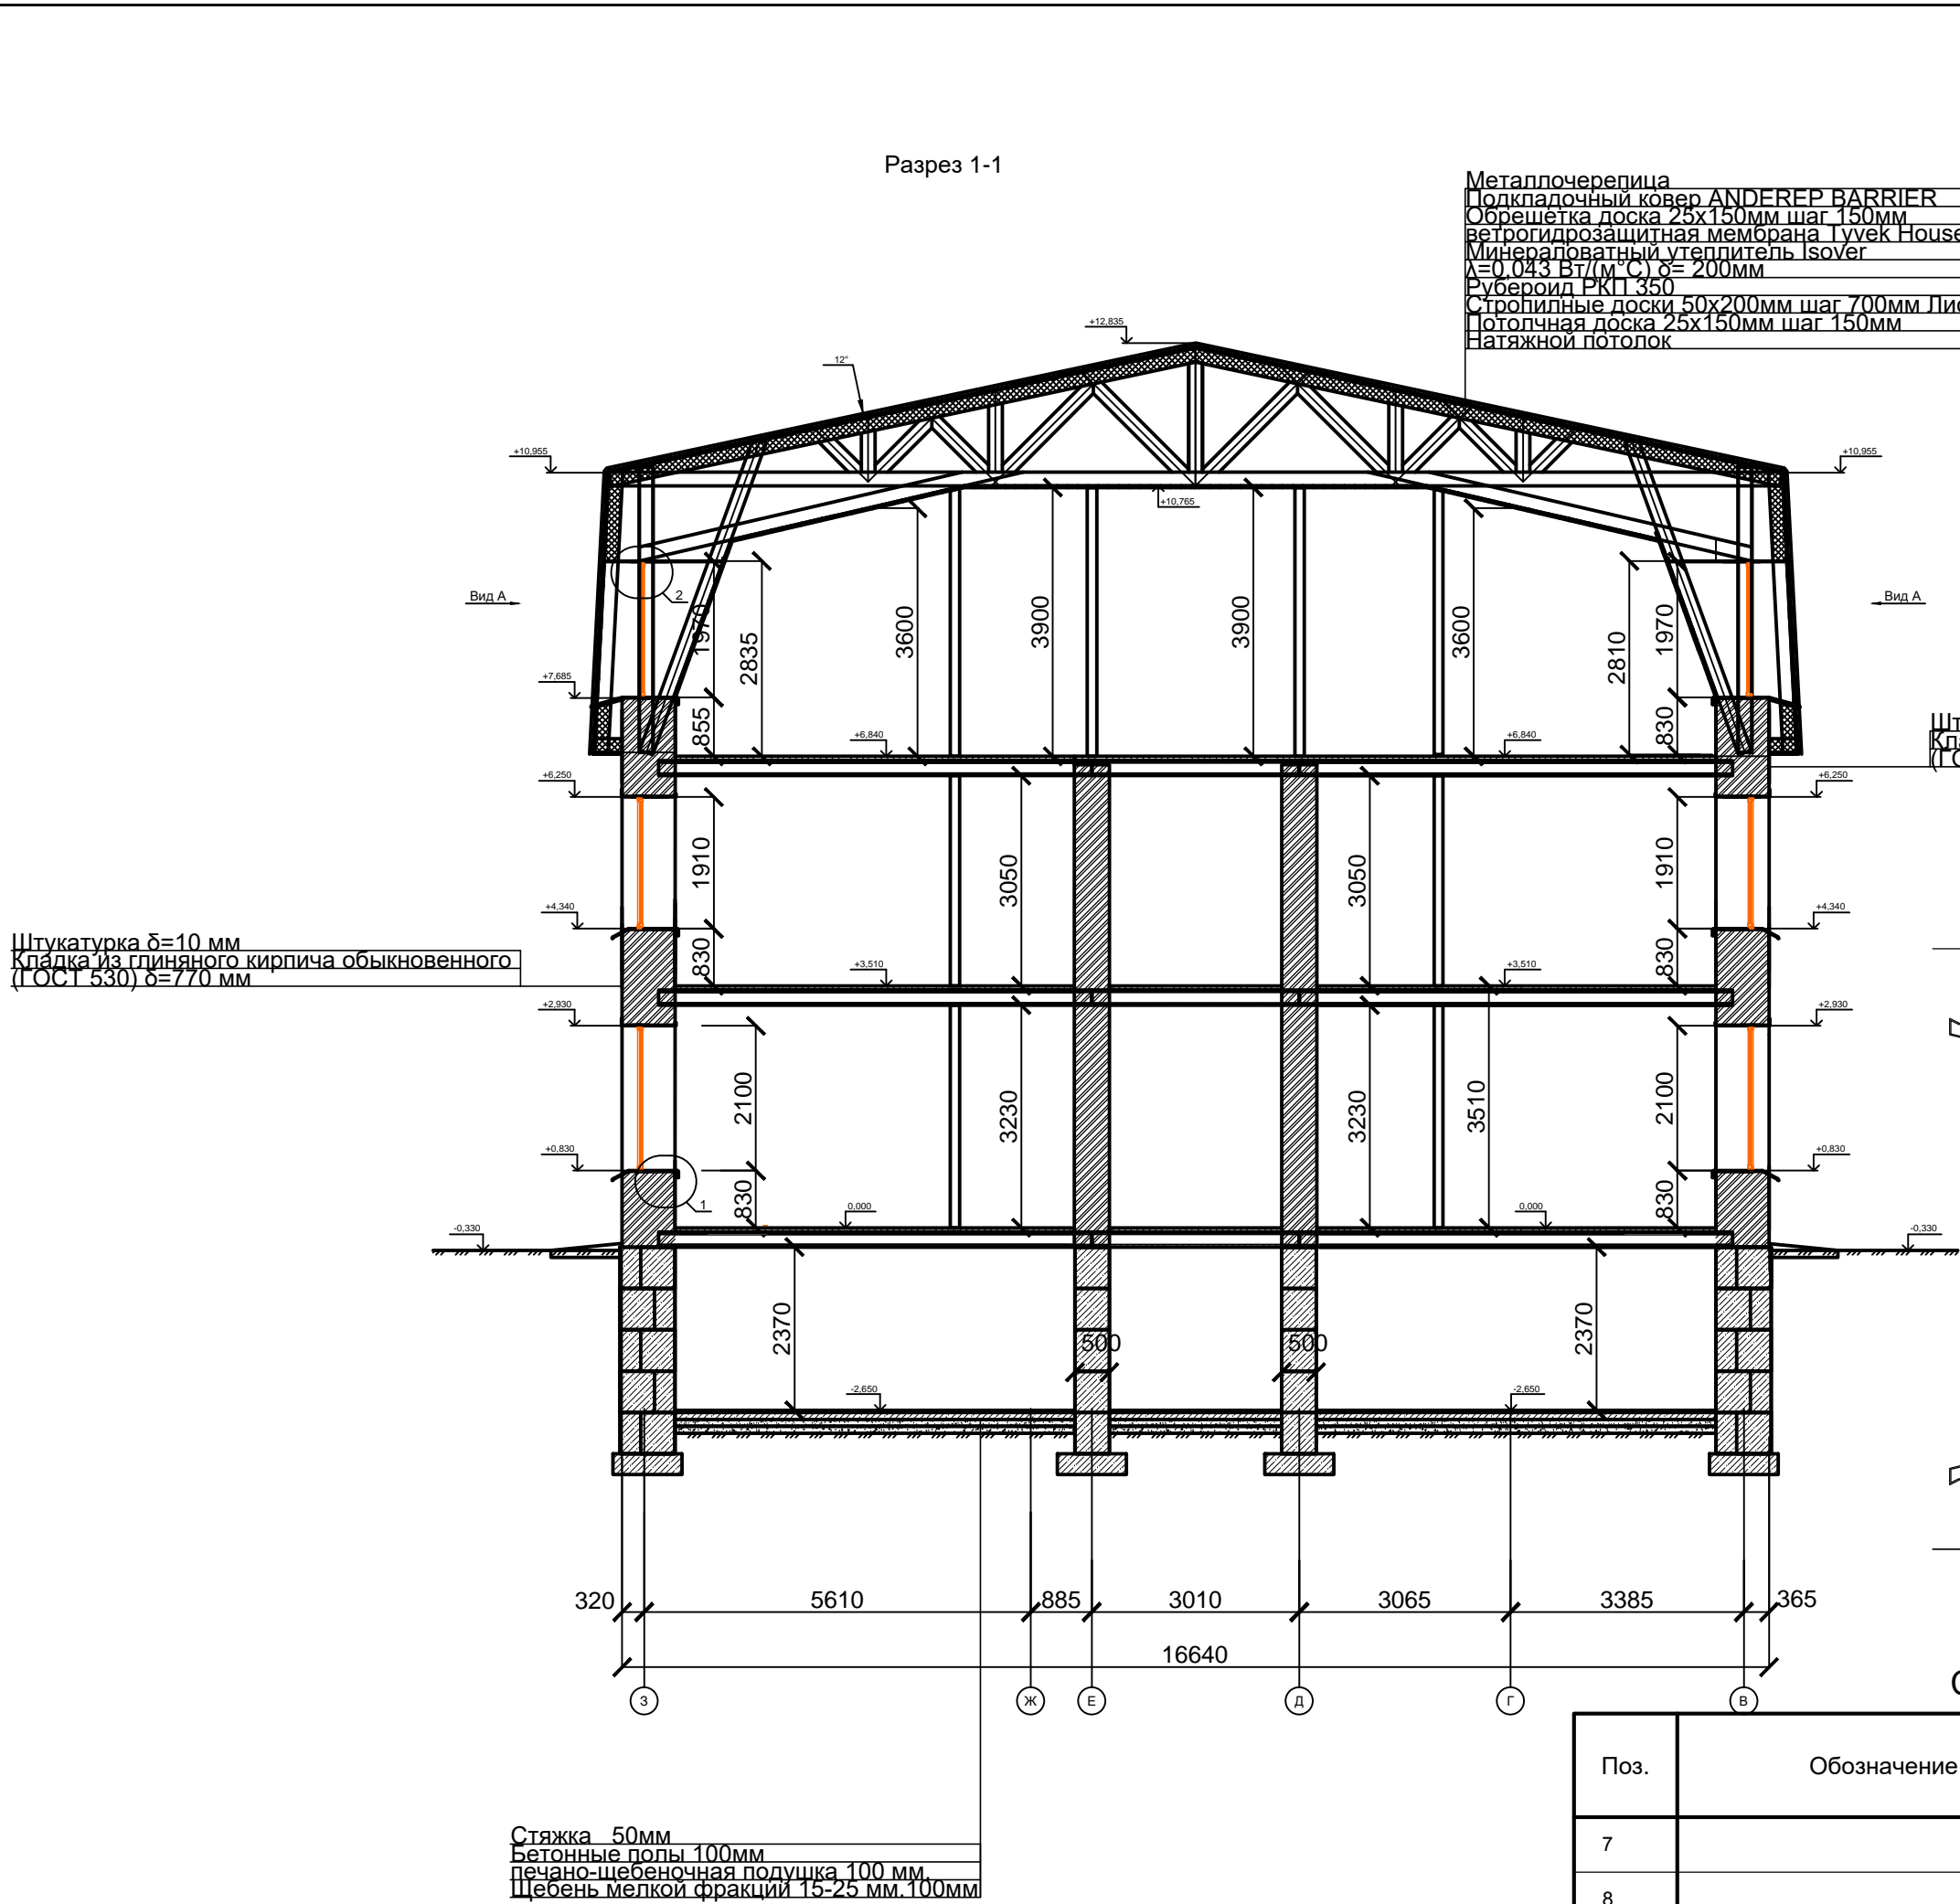 Разрез 1-1
Металлочерепица
Подкладочный ковер ANDEREP BARRIER
Обрешетка доска 25х150мм шаг 150мм
ветрогидрозащитная мембрана Tyvek House
Минераловатный утеплитель Isover
λ=0,043 Вт/(м°С) δ= 200мм
Рубероид РКП 350
Стропилные доски 50х200мм шаг 700мм Лис
Потолчная доска 25х150мм шаг 150мм
Натяжной потолок
+12,835
12°
+10,955
+10,955
+10,765
Вид А
Вид А
2
1970
2835
3600
3900
3900
3600
2810
1970
+7,685
855
830
+6,840
+6,840
Шт
Кла
(ГО
+6,250
+6,250
1910
3050
3050
1910
+4,340
+4,340
Штукатурка δ=10 мм
Кладка из глиняного кирпича обыкновенного
(ГОСТ 530) δ=770 мм
830
+3,510
+3,510
830
+2,930
+2,930
2100
3230
3230
3510
2100
+0,830
+0,830
1
830
0,000
0,000
830
-0,330
-0,330
2370
500
500
2370
-2,650
-2,650
320
5610
885
3010
3065
3385
365
16640
З
Ж
Е
Д
Г
В
Поз.
Обозначение
7
8
Стяжка 50мм
Бетонные полы 100мм
печано-щебеночная подушка 100 мм.
Щебень мелкой фракции 15-25 мм.100мм